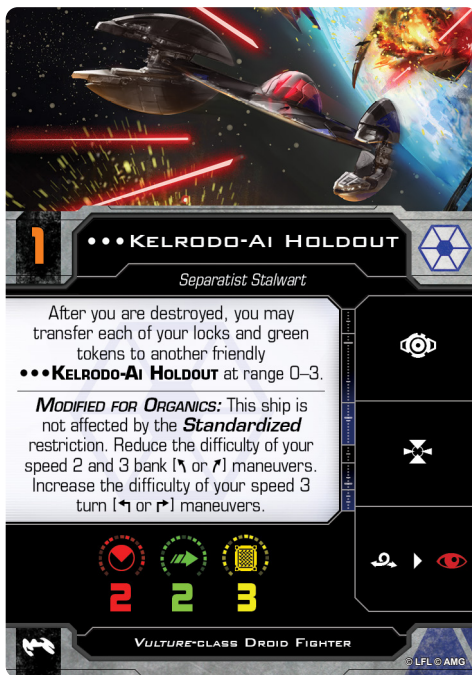 1
•••Kelrodo-Ai Holdout
Separatist Stalwart
After you are destroyed, you may
transfer each of your locks and green
tokens to another friendly
•••Kelrodo-Ai Holdout at range 0–3.
Modified for Organics: This ship is
not affected by the Standardized
restriction. Reduce the difficulty of your
speed 2 and 3 bank [↖ or ↗] maneuvers.
Increase the difficulty of your speed 3
turn [↰ or ↱] maneuvers.
2 2 3
Vulture-class Droid Fighter
© LFL © AMG